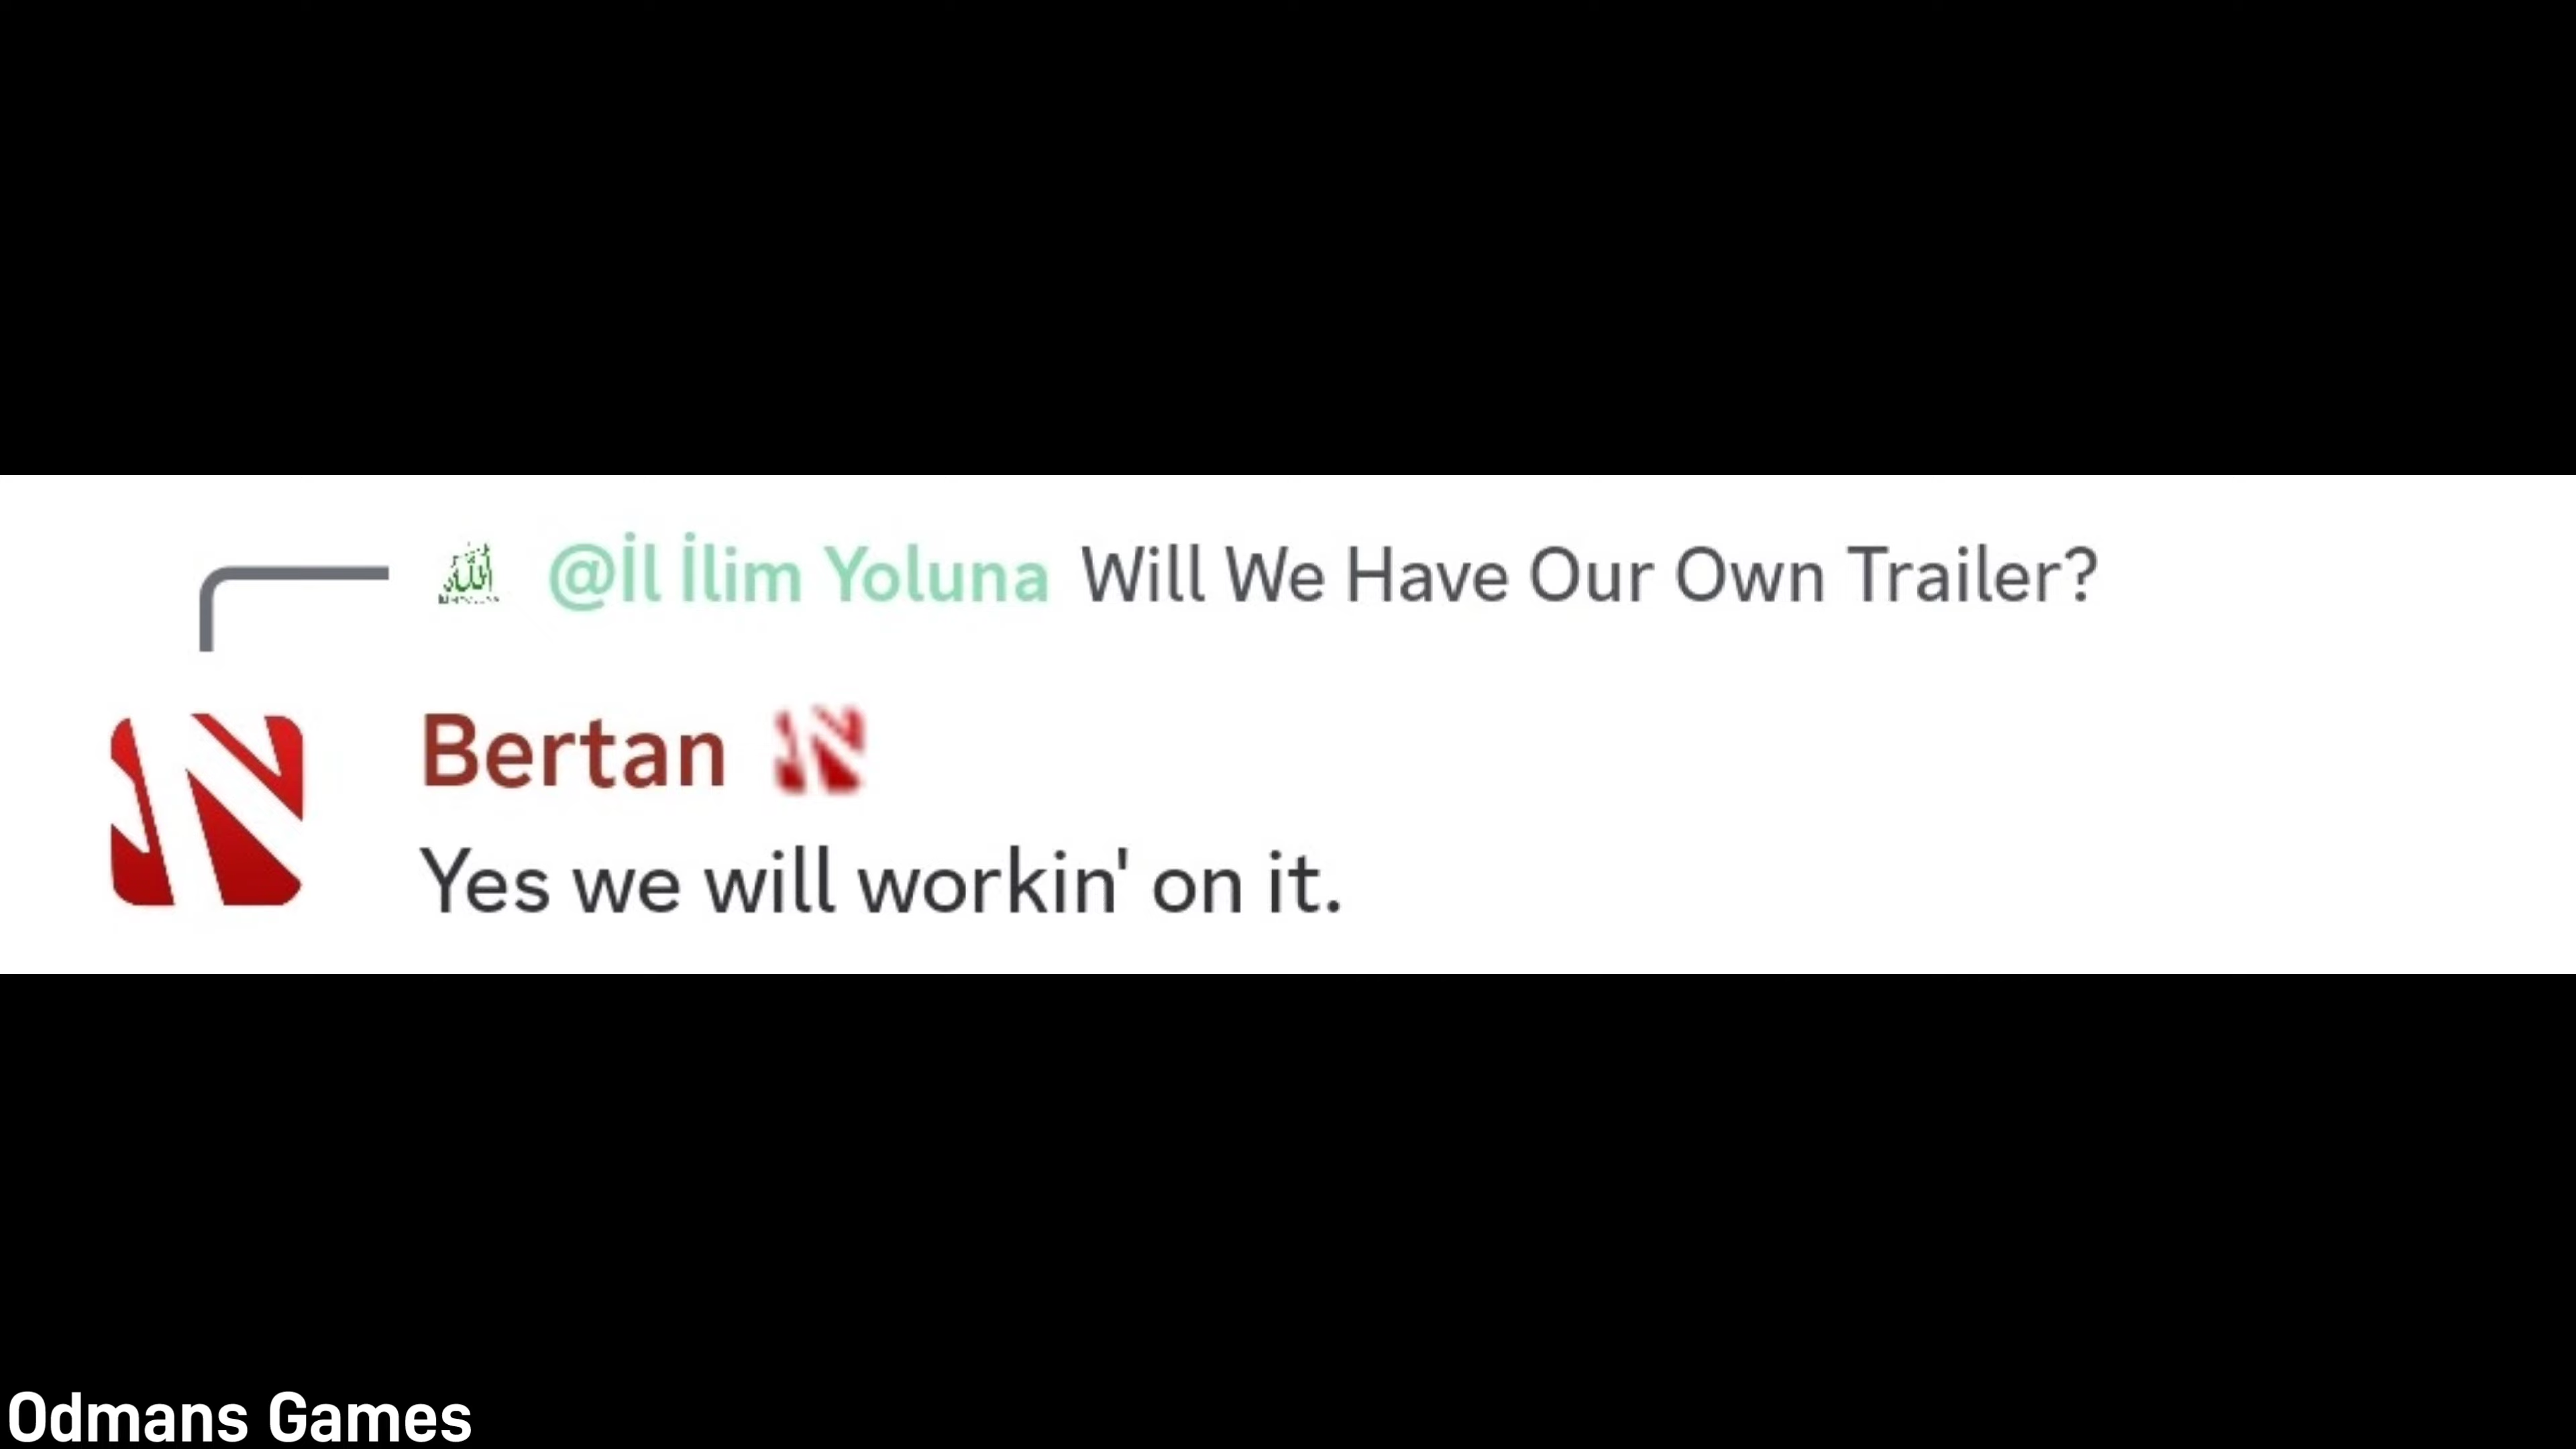 @İl İlim Yoluna Will We Have Our Own Trailer?
Bertan
Yes we will workin' on it.
Odmans Games